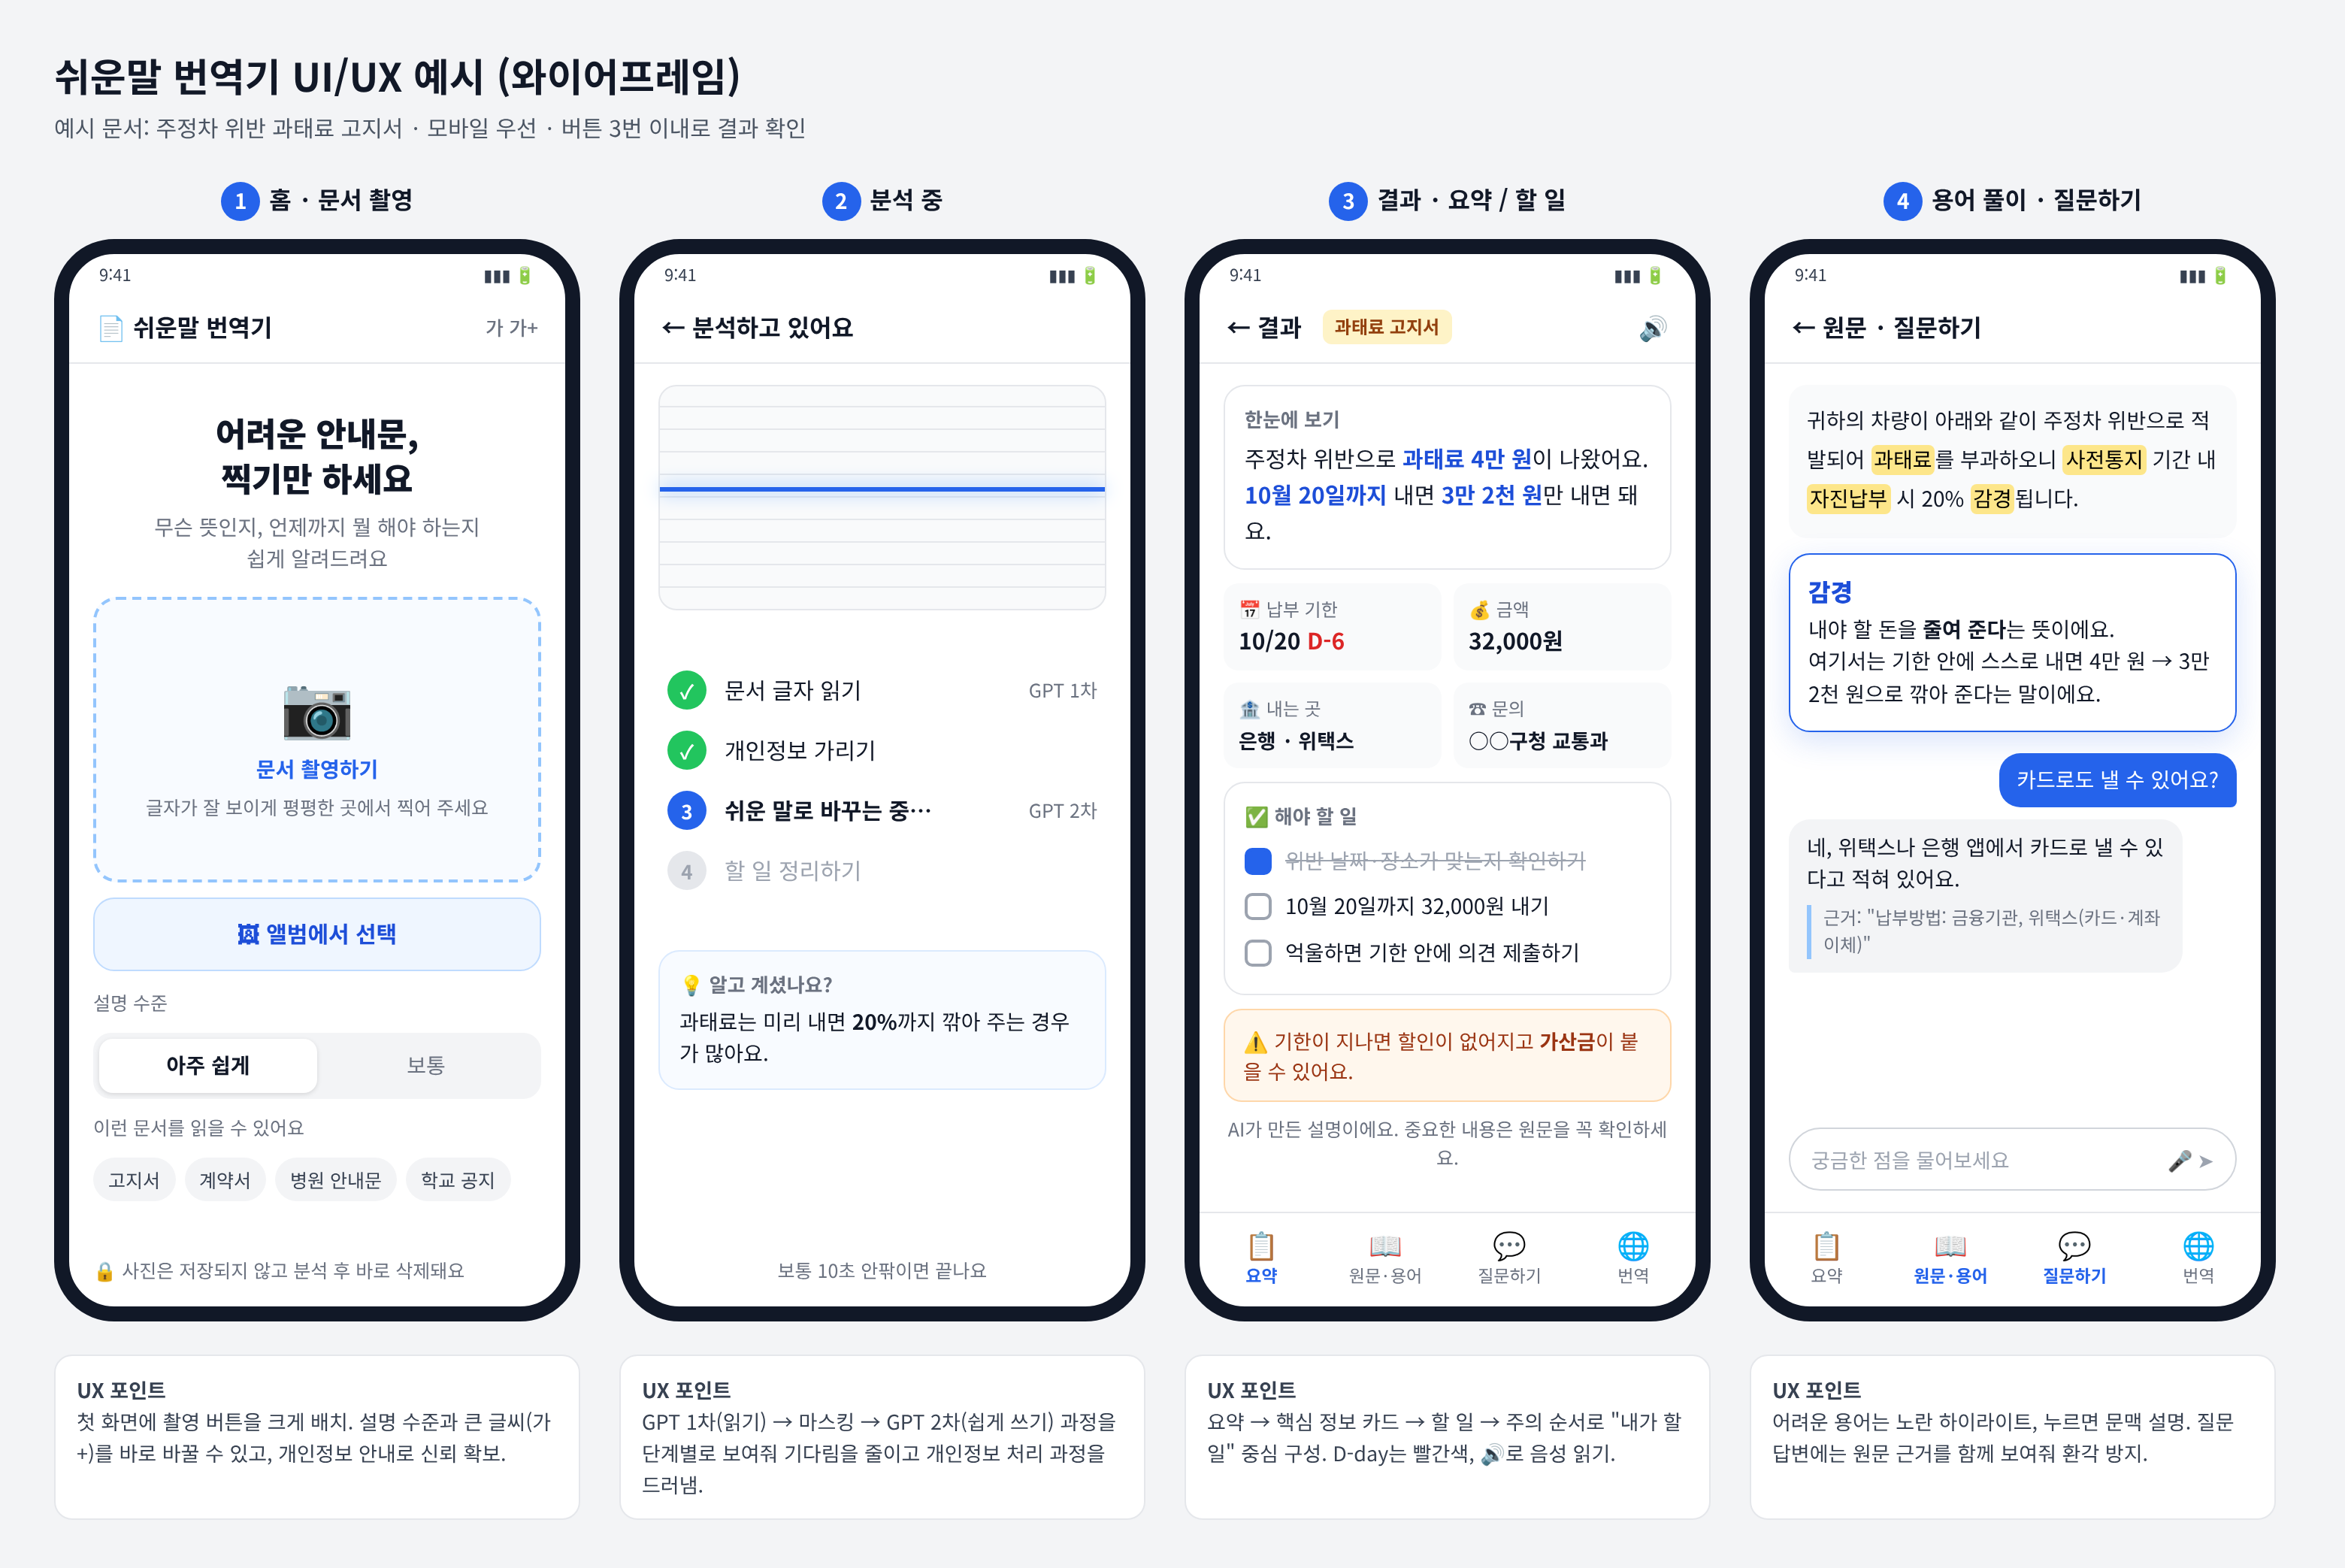 쉬운말 번역기 UI/UX 예시 (와이어프레임)
예시 문서: 주정차 위반 과태료 고지서 · 모바일 우선 · 버튼 3번 이내로 결과 확인
1 홈 · 문서 촬영
9:41
쉬운말 번역기
가 가+
어려운 안내문,
찍기만 하세요
무슨 뜻인지, 언제까지 뭘 해야 하는지
쉽게 알려드려요
문서 촬영하기
글자가 잘 보이게 평평한 곳에서 찍어 주세요
앨범에서 선택
설명 수준
아주 쉽게
보통
이런 문서를 읽을 수 있어요
고지서
계약서
병원 안내문
학교 공지
🔒 사진은 저장되지 않고 분석 후 바로 삭제돼요
UX 포인트
첫 화면에 촬영 버튼을 크게 배치. 설명 수준과 큰 글씨(가
+)를 바로 바꿀 수 있고, 개인정보 안내로 신뢰 확보.
2 분석 중
9:41
← 분석하고 있어요
✓ 문서 글자 읽기 GPT 1차
✓ 개인정보 가리기
3 쉬운 말로 바꾸는 중… GPT 2차
4 할 일 정리하기
💡 알고 계셨나요?
과태료는 미리 내면 20%까지 깎아 주는 경우
가 많아요.
보통 10초 안팎이면 끝나요
UX 포인트
GPT 1차(읽기) → 마스킹 → GPT 2차(쉽게 쓰기) 과정을
단계별로 보여줘 기다림을 줄이고 개인정보 처리 과정을
드러냄.
3 결과 · 요약 / 할 일
9:41
← 결과 과태료 고지서 🔊
한눈에 보기
주정차 위반으로 과태료 4만 원이 나왔어요.
10월 20일까지 내면 3만 2천 원만 내면 돼
요.
📅 납부 기한
10/20 D-6
💰 금액
32,000원
🏦 내는 곳
은행 · 위택스
☎ 문의
○○구청 교통과
✅ 해야 할 일
위반 날짜·장소가 맞는지 확인하기
10월 20일까지 32,000원 내기
억울하면 기한 안에 의견 제출하기
⚠️ 기한이 지나면 할인이 없어지고 가산금이 붙
을 수 있어요.
AI가 만든 설명이에요. 중요한 내용은 원문을 꼭 확인하세
요.
요약
원문·용어
질문하기
번역
UX 포인트
요약 → 핵심 정보 카드 → 할 일 → 주의 순서로 "내가 할
일" 중심 구성. D-day는 빨간색, 🔊로 음성 읽기.
4 용어 풀이 · 질문하기
9:41
← 원문 · 질문하기
귀하의 차량이 아래와 같이 주정차 위반으로 적
발되어 과태료를 부과하오니 사전통지 기간 내
자진납부 시 20% 감경됩니다.
감경
내야 할 돈을 줄여 준다는 뜻이에요.
여기서는 기한 안에 스스로 내면 4만 원 → 3만
2천 원으로 깎아 준다는 말이에요.
카드로도 낼 수 있어요?
네, 위택스나 은행 앱에서 카드로 낼 수 있
다고 적혀 있어요.
근거: "납부방법: 금융기관, 위택스(카드·계좌
이체)"
궁금한 점을 물어보세요
요약
원문·용어
질문하기
번역
UX 포인트
어려운 용어는 노란 하이라이트, 누르면 문맥 설명. 질문
답변에는 원문 근거를 함께 보여줘 환각 방지.